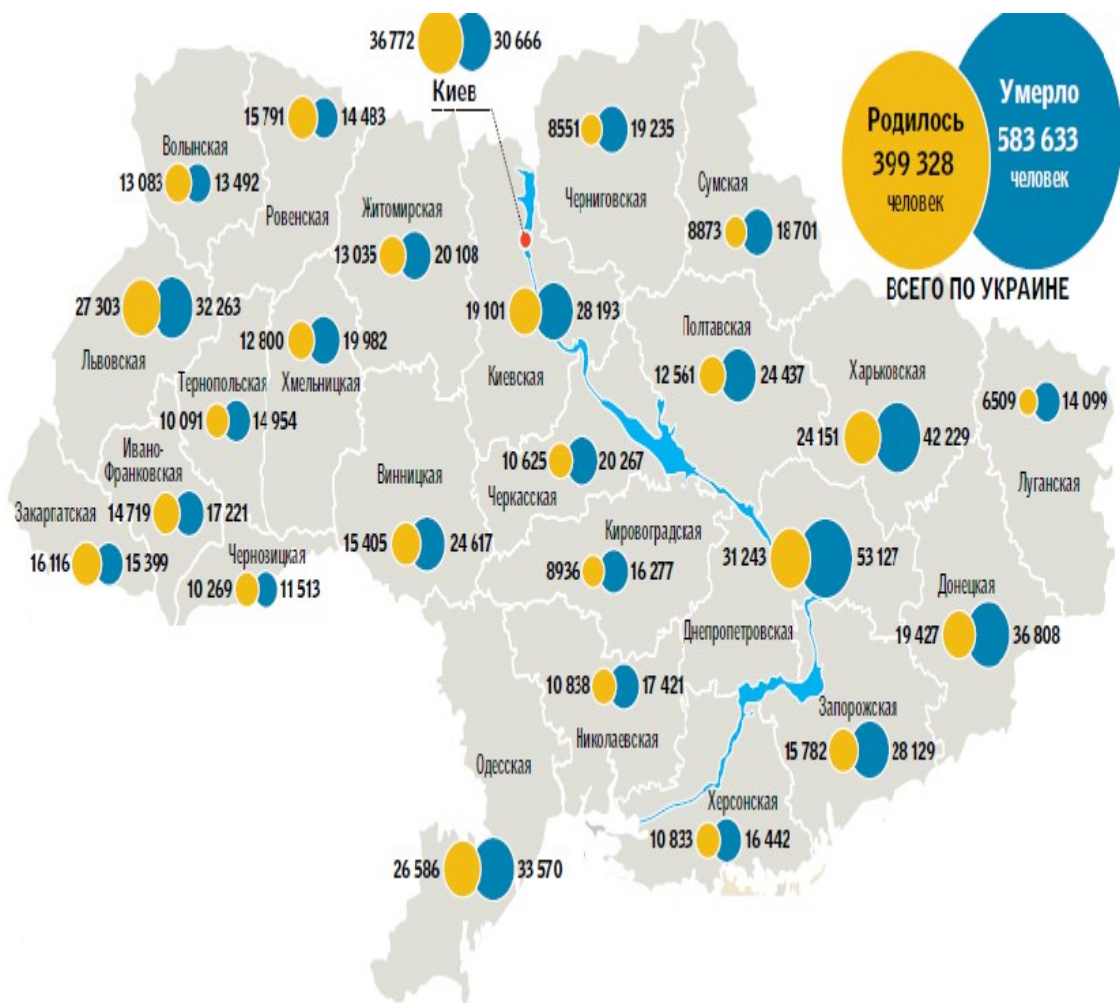 36 772 30 666
Киев
Родилось
399 328
человек
Умерло
583 633
человек
ВСЕГО ПО УКРАИНЕ
15 791 14 483
Волынская
13 083 13 492
Ровенская
Житомирская
13 035 20 108
8551 19 235
Черниговская
Сумская
8873 18 701
27 303 32 263
Львовская
12 800 19 982
Хмельницкая
Тернопольская
10 091 14 954
19 101 28 193
Киевская
Полтавская
12 561 24 437
Харьковская
24 151 42 229
6509 14 099
Луганская
Ивано-
Франковская
14 719 17 221
Закаргатская
16 116 15 399
Чернозицкая
10 269 11 513
Винницкая
15 405 24 617
10 625 20 267
Черкасская
Кировоградская
8936 16 277
31 243 53 127
Днепропетровская
Донецкая
19 427 36 808
10 838 17 421
Николаевская
Запорожская
15 782 28 129
Одесская
26 586 33 570
Херсонская
10 833 16 442